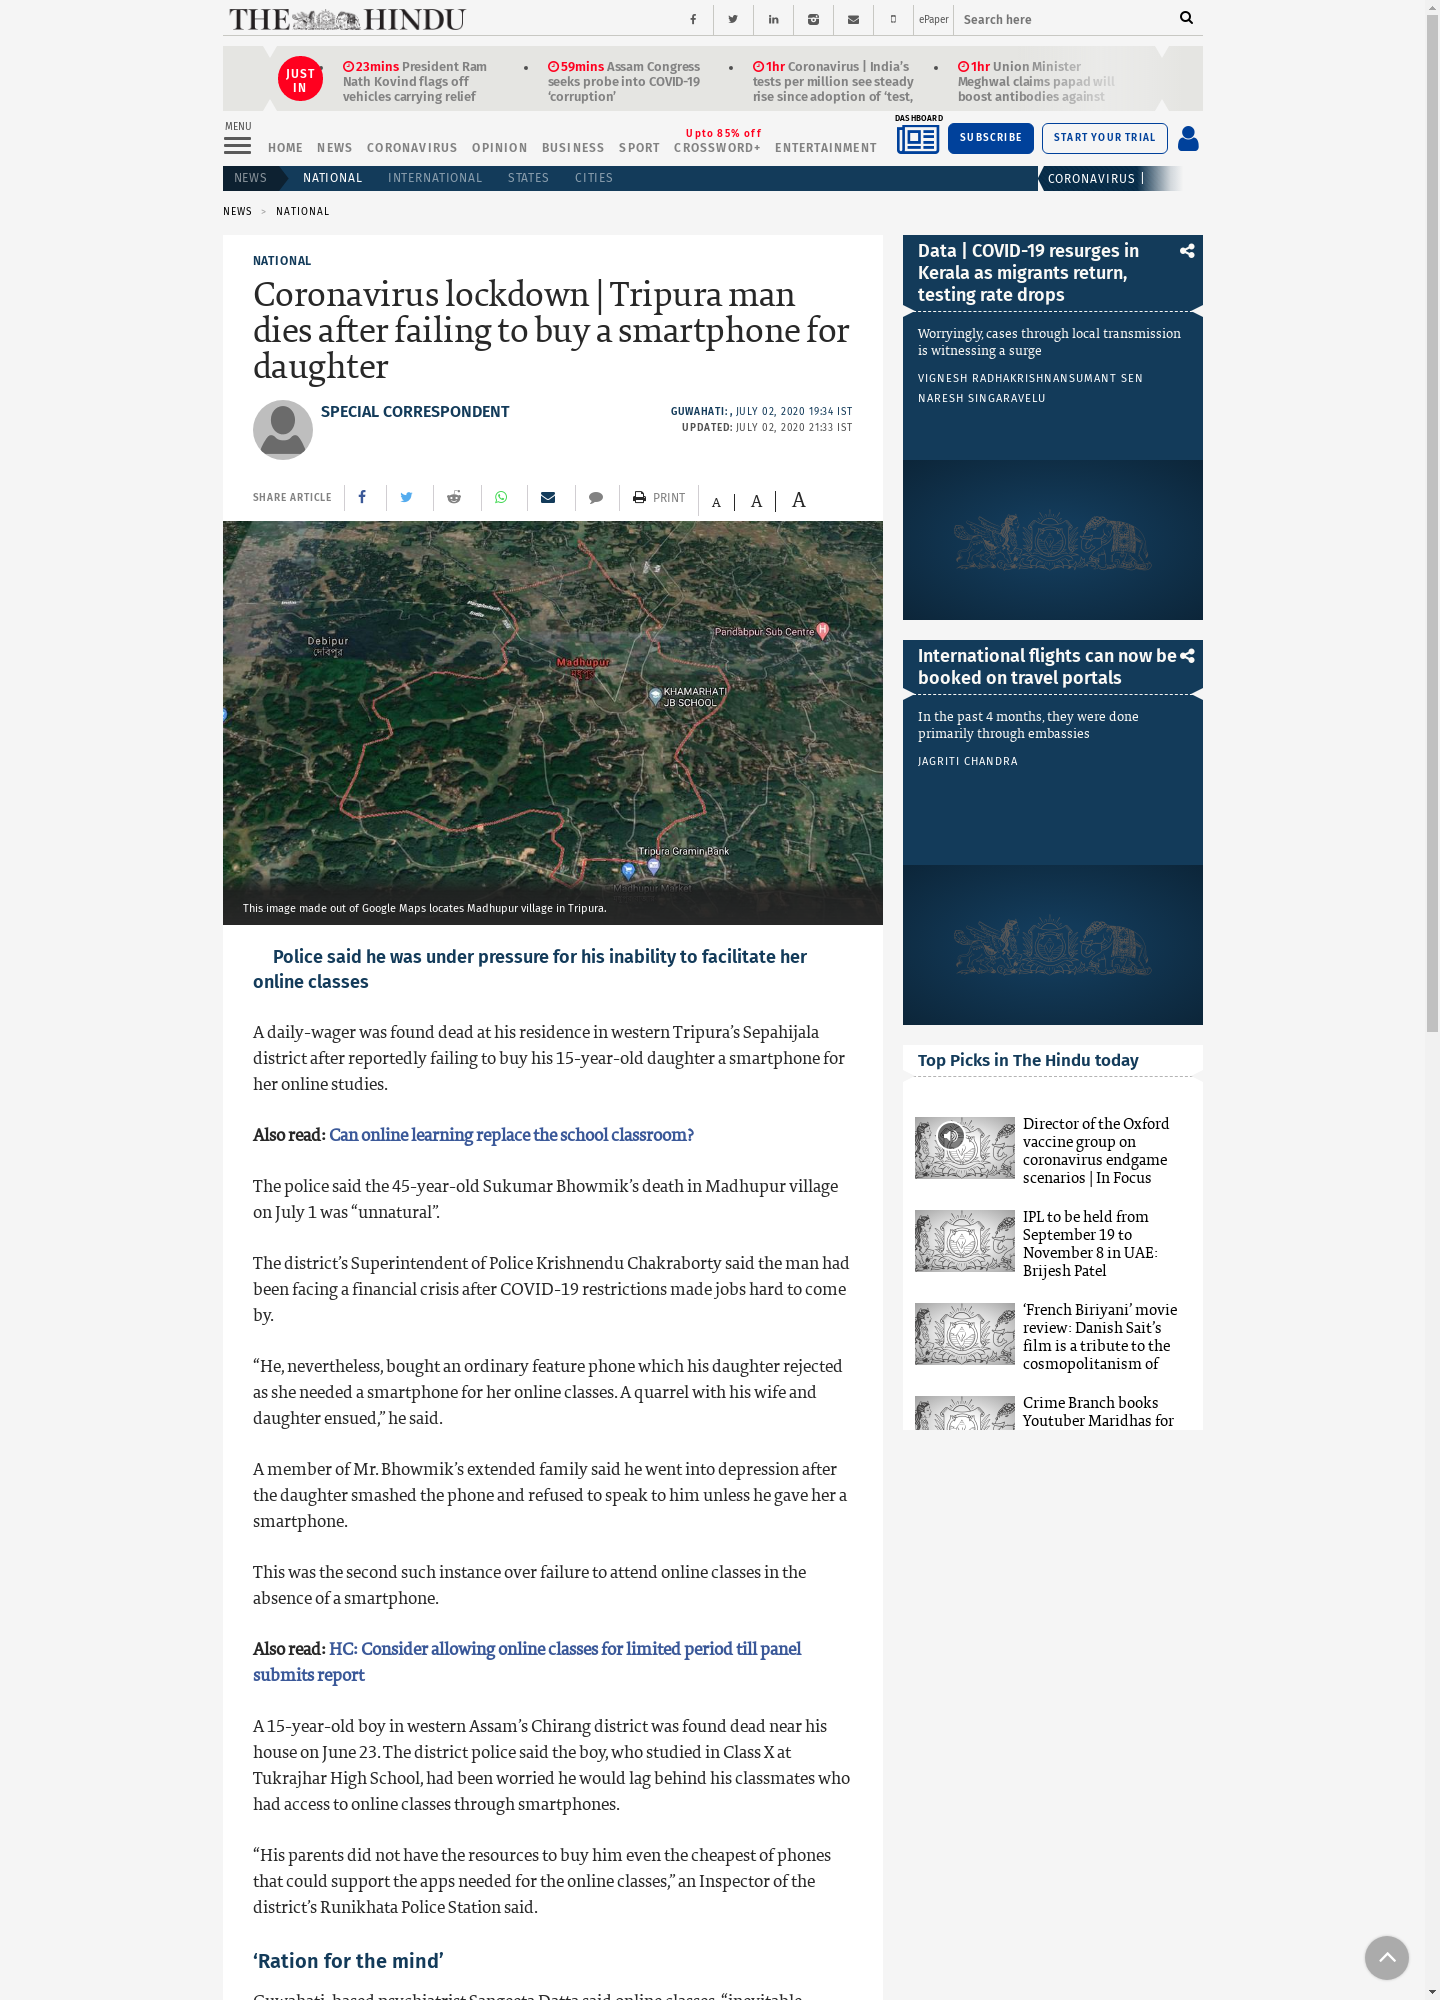 THE HINDU
ePaper
Search here
JUST
IN
23mins President Ram
Nath Kovind flags off
vehicles carrying relief
59mins Assam Congress
seeks probe into COVID-19
‘corruption’
1hr Coronavirus | India’s
tests per million see steady
rise since adoption of ‘test,
1hr Union Minister
Meghwal claims papad will
boost antibodies against
MENU
HOME NEWS CORONAVIRUS OPINION BUSINESS SPORT
Upto 85% off
CROSSWORD+ ENTERTAINMENT
DASHBOARD
SUBSCRIBE
START YOUR TRIAL
NEWS NATIONAL INTERNATIONAL STATES CITIES
CORONAVIRUS |
NEWS > NATIONAL
NATIONAL
Coronavirus lockdown | Tripura man
dies after failing to buy a smartphone for
daughter
SPECIAL CORRESPONDENT
GUWAHATI: , JULY 02, 2020 19:34 IST
UPDATED: JULY 02, 2020 21:33 IST
SHARE ARTICLE
PRINT
A | A | A
Bangladesh
India
Debipur
দেবীপুর
Pandabpur Sub Centre
H
Madhupur
মধুপুর
KHAMARHATI
JB SCHOOL
Tripura Gramin Bank
Madhupur Market
This image made out of Google Maps locates Madhupur village in Tripura.
Police said he was under pressure for his inability to facilitate her
online classes
A daily-wager was found dead at his residence in western Tripura’s Sepahijala
district after reportedly failing to buy his 15-year-old daughter a smartphone for
her online studies.
Also read: Can online learning replace the school classroom?
The police said the 45-year-old Sukumar Bhowmik’s death in Madhupur village
on July 1 was “unnatural”.
The district’s Superintendent of Police Krishnendu Chakraborty said the man had
been facing a financial crisis after COVID-19 restrictions made jobs hard to come
by.
“He, nevertheless, bought an ordinary feature phone which his daughter rejected
as she needed a smartphone for her online classes. A quarrel with his wife and
daughter ensued,” he said.
A member of Mr. Bhowmik’s extended family said he went into depression after
the daughter smashed the phone and refused to speak to him unless he gave her a
smartphone.
This was the second such instance over failure to attend online classes in the
absence of a smartphone.
Also read: HC: Consider allowing online classes for limited period till panel
submits report
A 15-year-old boy in western Assam’s Chirang district was found dead near his
house on June 23. The district police said the boy, who studied in Class X at
Tukrajhar High School, had been worried he would lag behind his classmates who
had access to online classes through smartphones.
“His parents did not have the resources to buy him even the cheapest of phones
that could support the apps needed for the online classes,” an Inspector of the
district’s Runikhata Police Station said.
‘Ration for the mind’
Guwahati-based psychiatrist Sangeeta Datta said online classes, “inevitable
Data | COVID-19 resurges in
Kerala as migrants return,
testing rate drops
Worryingly, cases through local transmission
is witnessing a surge
VIGNESH RADHAKRISHNANSUMANT SEN
NARESH SINGARAVELU
International flights can now be
booked on travel portals
In the past 4 months, they were done
primarily through embassies
JAGRITI CHANDRA
Top Picks in The Hindu today
Director of the Oxford
vaccine group on
coronavirus endgame
scenarios | In Focus
IPL to be held from
September 19 to
November 8 in UAE:
Brijesh Patel
‘French Biriyani’ movie
review: Danish Sait’s
film is a tribute to the
cosmopolitanism of
Crime Branch books
Youtuber Maridhas for